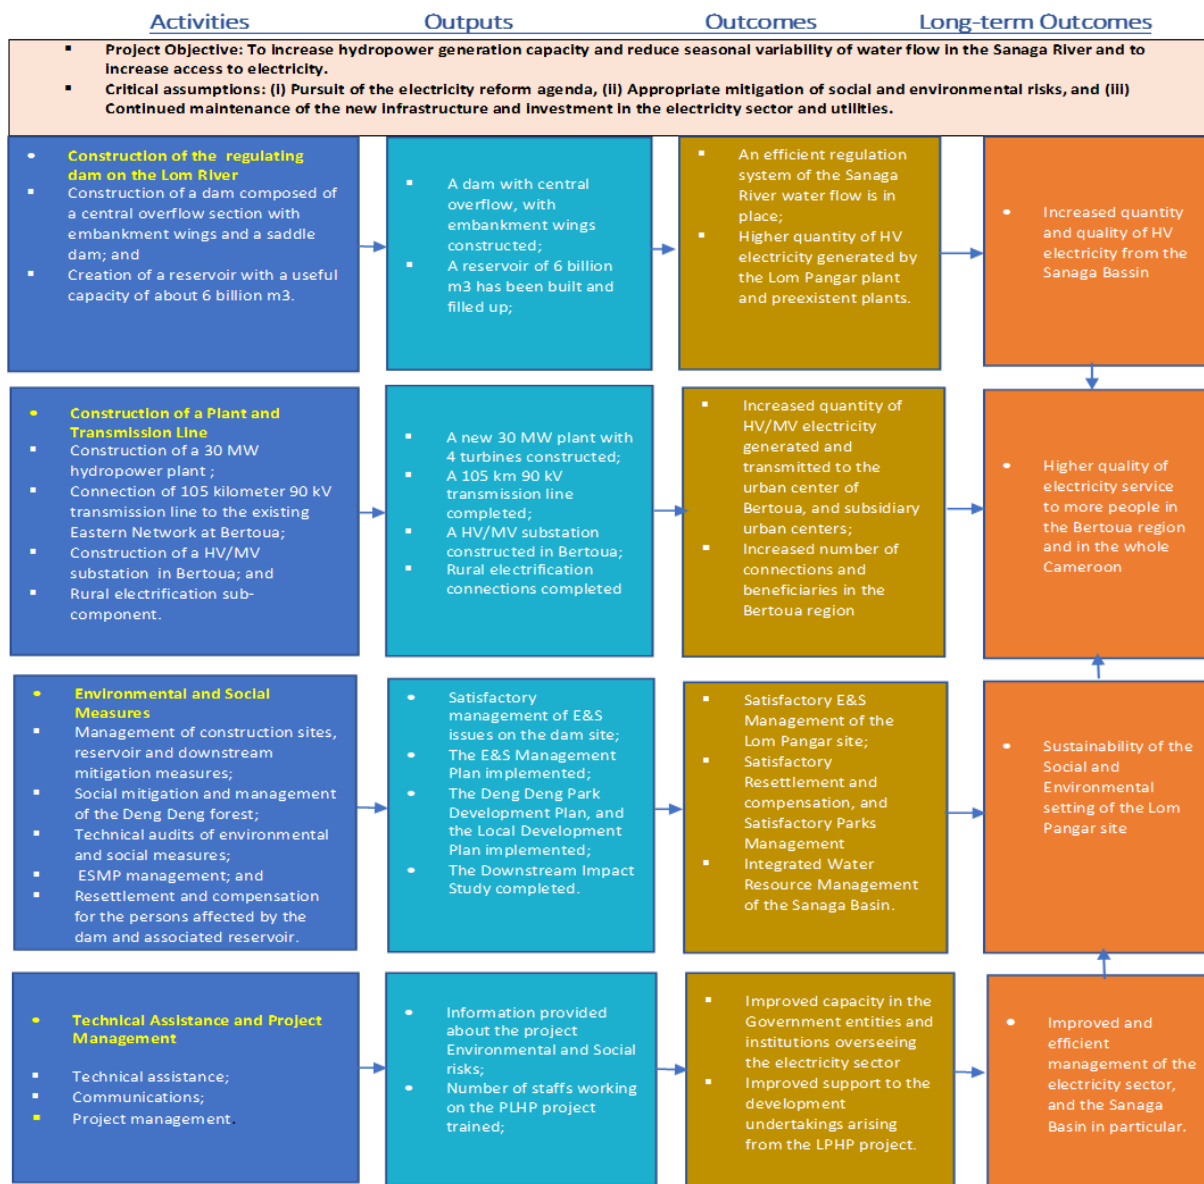 Activities
Outputs
Outcomes
Long-term Outcomes
▪ Project Objective: To increase hydropower generation capacity and reduce seasonal variability of water flow in the Sanaga River and to
increase access to electricity.
▪ Critical assumptions: (i) Pursuit of the electricity reform agenda, (ii) Appropriate mitigation of social and environmental risks, and (iii)
Continued maintenance of the new infrastructure and investment in the electricity sector and utilities.
• Construction of the regulating
dam on the Lom River
▪ Construction of a dam composed of
a central overflow section with
embankment wings and a saddle
dam; and
▪ Creation of a reservoir with a useful
capacity of about 6 billion m3.
▪ A dam with central
overflow, with
embankment wings
constructed;
▪ A reservoir of 6 billion
m3 has been built and
filled up;
▪ An efficient regulation
system of the Sanaga
River water flow is in
place;
▪ Higher quantity of HV
electricity generated by
the Lom Pangar plant
and preexistent plants.
• Increased quantity
and quality of HV
electricity from the
Sanaga Bassin
• Construction of a Plant and
Transmission Line
▪ Construction of a 30 MW
hydropower plant ;
▪ Connection of 105 kilometer 90 kV
transmission line to the existing
Eastern Network at Bertoua;
▪ Construction of a HV/MV
substation in Bertoua; and
▪ Rural electrification sub-
component.
▪ A new 30 MW plant with
4 turbines constructed;
▪ A 105 km 90 kV
transmission line
completed;
▪ A HV/MV substation
constructed in Bertoua;
▪ Rural electrification
connections completed
▪ Increased quantity of
HV/MV electricity
generated and
transmitted to the
urban center of
Bertoua, and subsidiary
urban centers;
▪ Increased number of
connections and
beneficiaries in the
Bertoua region
• Higher quality of
electricity service
to more people in
the Bertoua region
and in the whole
Cameroon
• Environmental and Social
Measures
▪ Management of construction sites,
reservoir and downstream
mitigation measures;
▪ Social mitigation and management
of the Deng Deng forest;
▪ Technical audits of environmental
and social measures;
▪ ESMP management; and
▪ Resettlement and compensation
for the persons affected by the
dam and associated reservoir.
• Satisfactory
management of E&S
issues on the dam site;
• The E&S Management
Plan implemented;
• The Deng Deng Park
Development Plan, and
the Local Development
Plan implemented;
• The Downstream Impact
Study completed.
▪ Satisfactory E&S
Management of the
Lom Pangar site;
▪ Satisfactory
Resettlement and
compensation, and
Satisfactory Parks
Management
▪ Integrated Water
Resource Management
of the Sanaga Basin.
• Sustainability of the
Social and
Environmental
setting of the Lom
Pangar site
• Technical Assistance and Project
Management
▪ Technical assistance;
▪ Communications;
▪ Project management.
• Information provided
about the project
Environmental and Social
risks;
• Number of staffs working
on the PLHP project
trained;
▪ Improved capacity in the
Government entities and
institutions overseeing
the electricity sector
▪ Improved support to the
development
undertakings arising
from the LPHP project.
• Improved and
efficient
management of the
electricity sector,
and the Sanaga
Basin in particular.